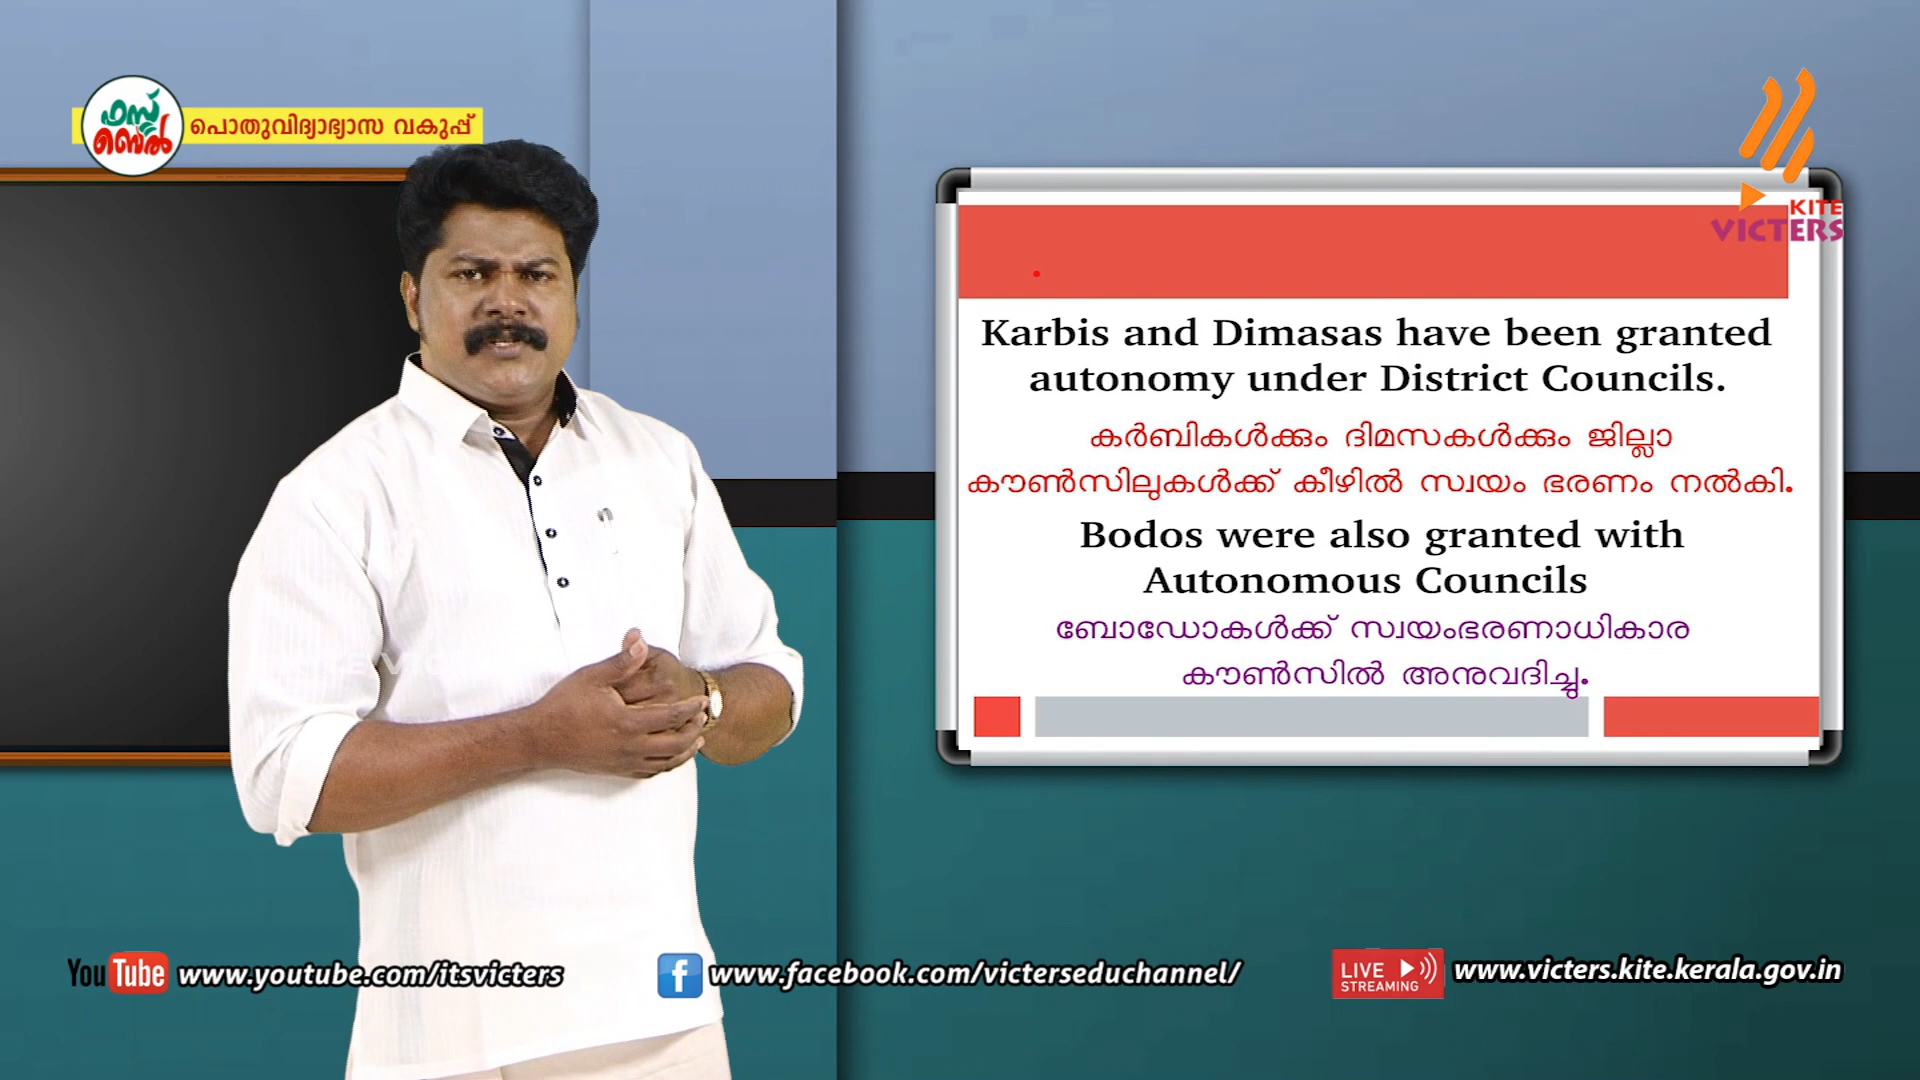 ഫസ്റ്റ്
ബെൽ
പൊതുവിദ്യാഭ്യാസ വകുപ്പ്
KITE
VICTERS
Karbis and Dimasas have been granted
autonomy under District Councils.
കർബികൾക്കും ദിമസകൾക്കും ജില്ലാ
കൗൺസിലുകൾക്ക് കീഴിൽ സ്വയം ഭരണം നൽകി.
Bodos were also granted with
Autonomous Councils
ബോഡോകൾക്ക് സ്വയംഭരണാധികാര
കൗൺസിൽ അനുവദിച്ചു.
YouTube www.youtube.com/itsvicters
f www.facebook.com/victerseduchannel/
LIVE STREAMING www.victers.kite.kerala.gov.in